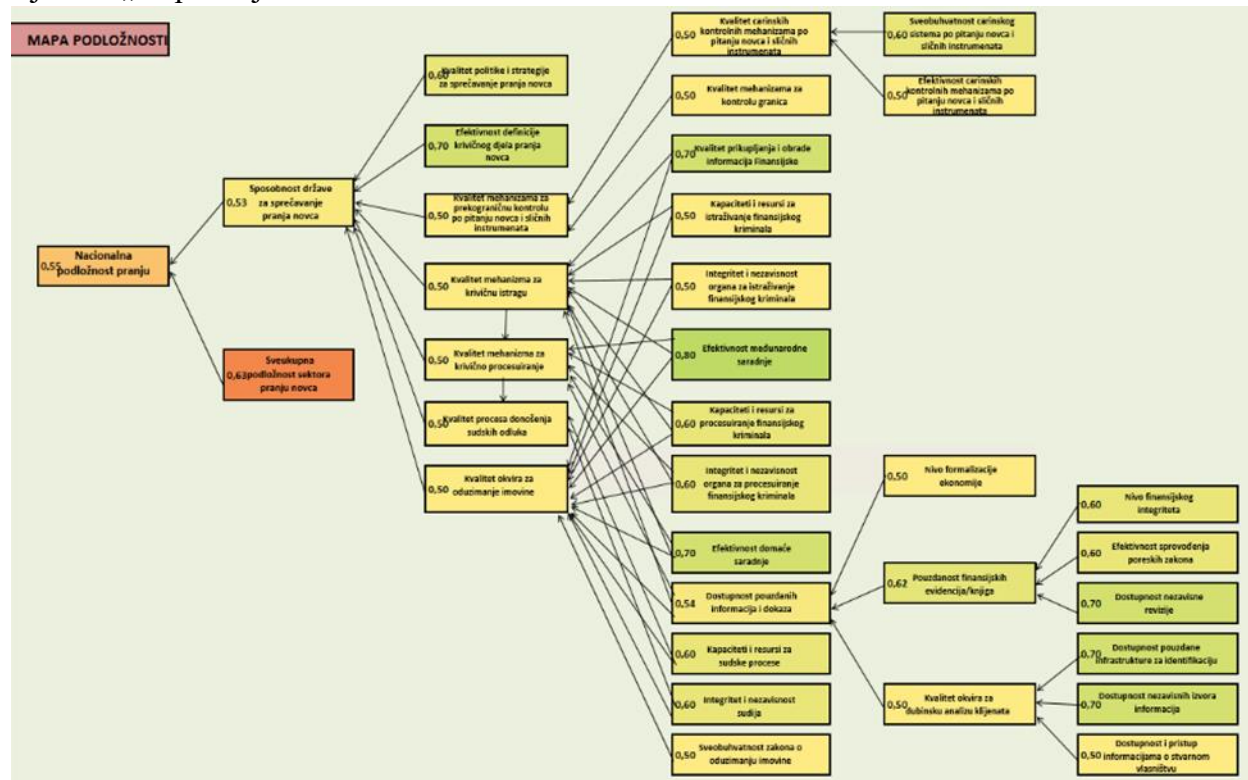 MAPA PODLOŽNOSTI
0,55
Nacionalna
podložnost pranju
0,53
Sposobnost države
za sprečavanje
pranja novca
0,63
Sveukupna
podložnost sektora
pranju novca
0,60
Kvalitet politike i strategije
za sprečavanje pranja novca
0,70
Efektivnost definicije
krivičnog djela pranja
novca
0,50
Kvalitet mehanizama za
prekograničnu kontrolu
po pitanju novca i sličnih
instrumenata
0,50
Kvalitet mehanizma za
krivičnu istragu
0,50
Kvalitet mehanizma za
krivično procesuiranje
0,50
Kvalitet procesa donošenja
sudskih odluka
0,50
Kvalitet okvira za
oduzimanje imovine
0,50
Kvalitet carinskih
kontrolnih mehanizama po
pitanju novca i sličnih
instrumenata
0,50
Kvalitet mehanizama za
kontrolu granica
0,70
Kvalitet prikupljanja i obrade
informacija Finansijsko
0,50
Kapaciteti i resursi za
istraživanje finansijskog
kriminala
0,50
Integritet i nezavisnost
organa za istraživanje
finansijskog kriminala
0,80
Efektivnost međunarodne
saradnje
0,60
Kapaciteti i resursi za
procesuiranje finansijskog
kriminala
0,60
Integritet i nezavisnost
organa za procesuiranje
finansijskog kriminala
0,70
Efektivnost domaće
saradnje
0,54
Dostupnost pouzdanih
informacija i dokaza
0,60
Kapaciteti i resursi za
sudske procese
0,60
Integritet i nezavisnost
sudija
0,50
Sveobuhvatnost zakona o
oduzimanju imovine
0,60
Sveobuhvatnost carinskog
sistema po pitanju novca i
sličnih instrumenata
0,50
Efektivnost carinskih
kontrolnih mehanizama po
pitanju novca i sličnih
instrumenata
0,50
Nivo formalizacije
ekonomije
0,62
Pouzdanost finansijskih
evidencija/knjiga
0,50
Kvalitet okvira za
dubinsku analizu klijenata
0,60
Nivo finansijskog
integriteta
0,60
Efektivnost sprovođenja
poreskih zakona
0,70
Dostupnost nezavisne
revizije
0,70
Dostupnost pouzdane
infrastrukture za identifikaciju
0,70
Dostupnost nezavisnih izvora
informacija
0,50
Dostupnost i pristup
informacijama o stvarnom
vlasništvu